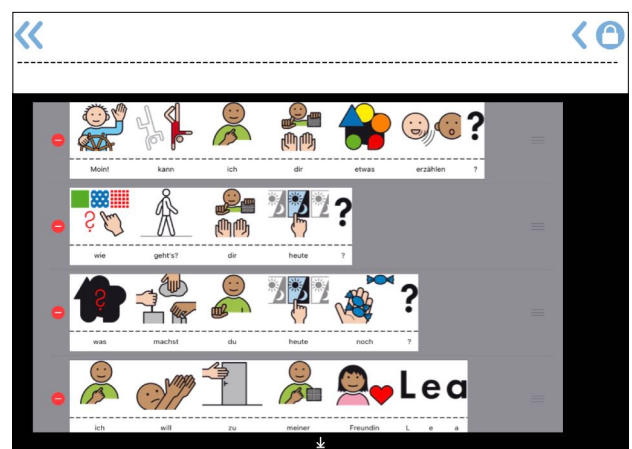 Moin! kann ich dir etwas erzählen ?
wie geht's? dir heute ?
was machst du heute noch ?
ich will zu meiner Freundin L e a